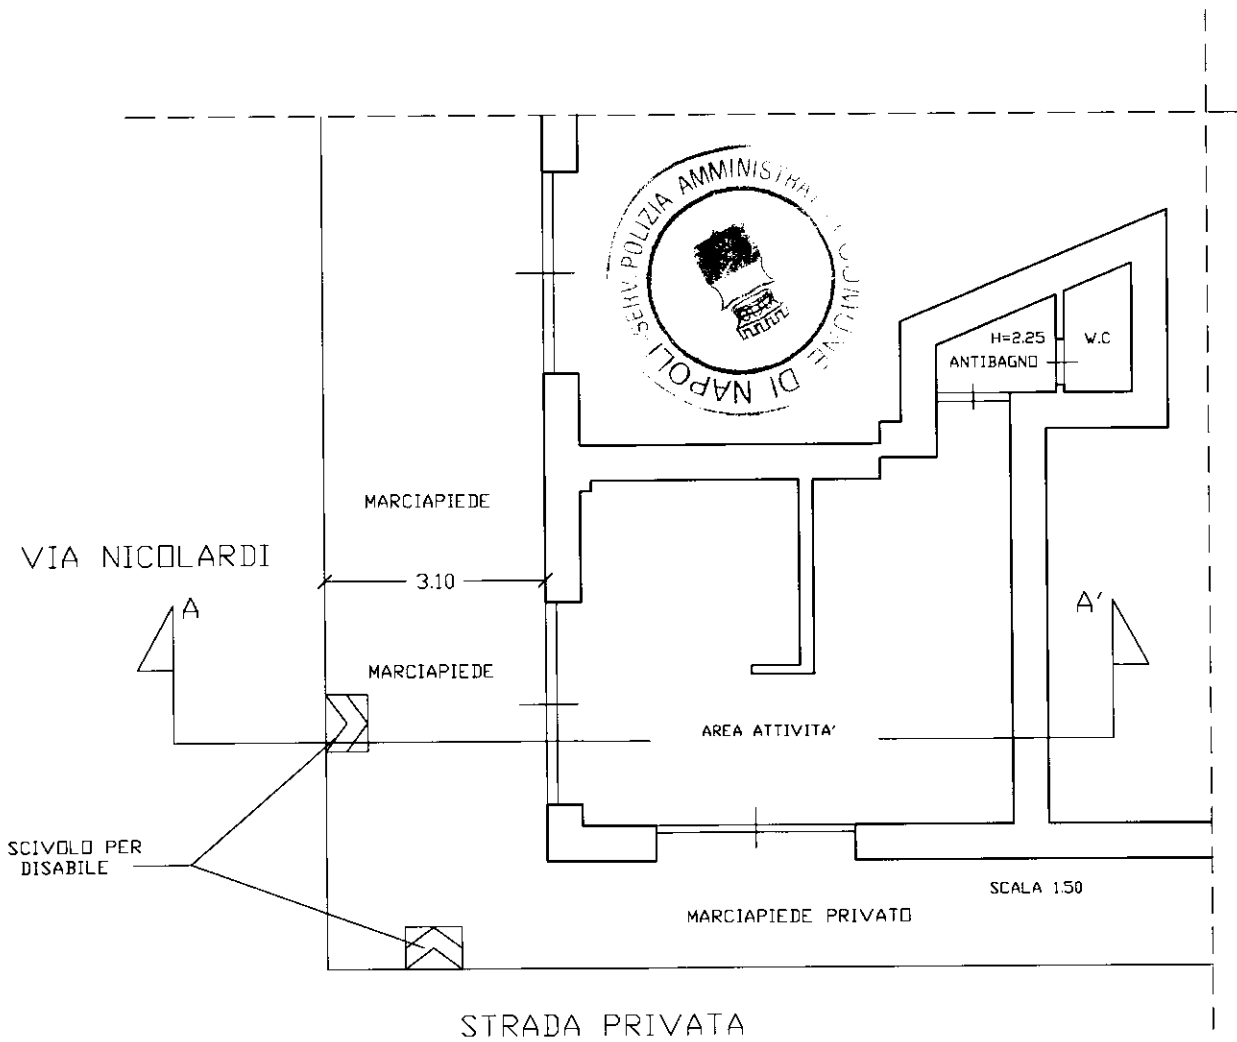 SERV. POLIZIA AMMINISTRA
COMUNE DI NAPOLI
H=2.25
W.C
ANTIBAGNO
MARCIAPIEDE
VIA NICOLARDI
3.10
A
A'
MARCIAPIEDE
AREA ATTIVITA'
SCIVOLO PER
DISABILE
SCALA 1:50
MARCIAPIEDE PRIVATO
STRADA PRIVATA